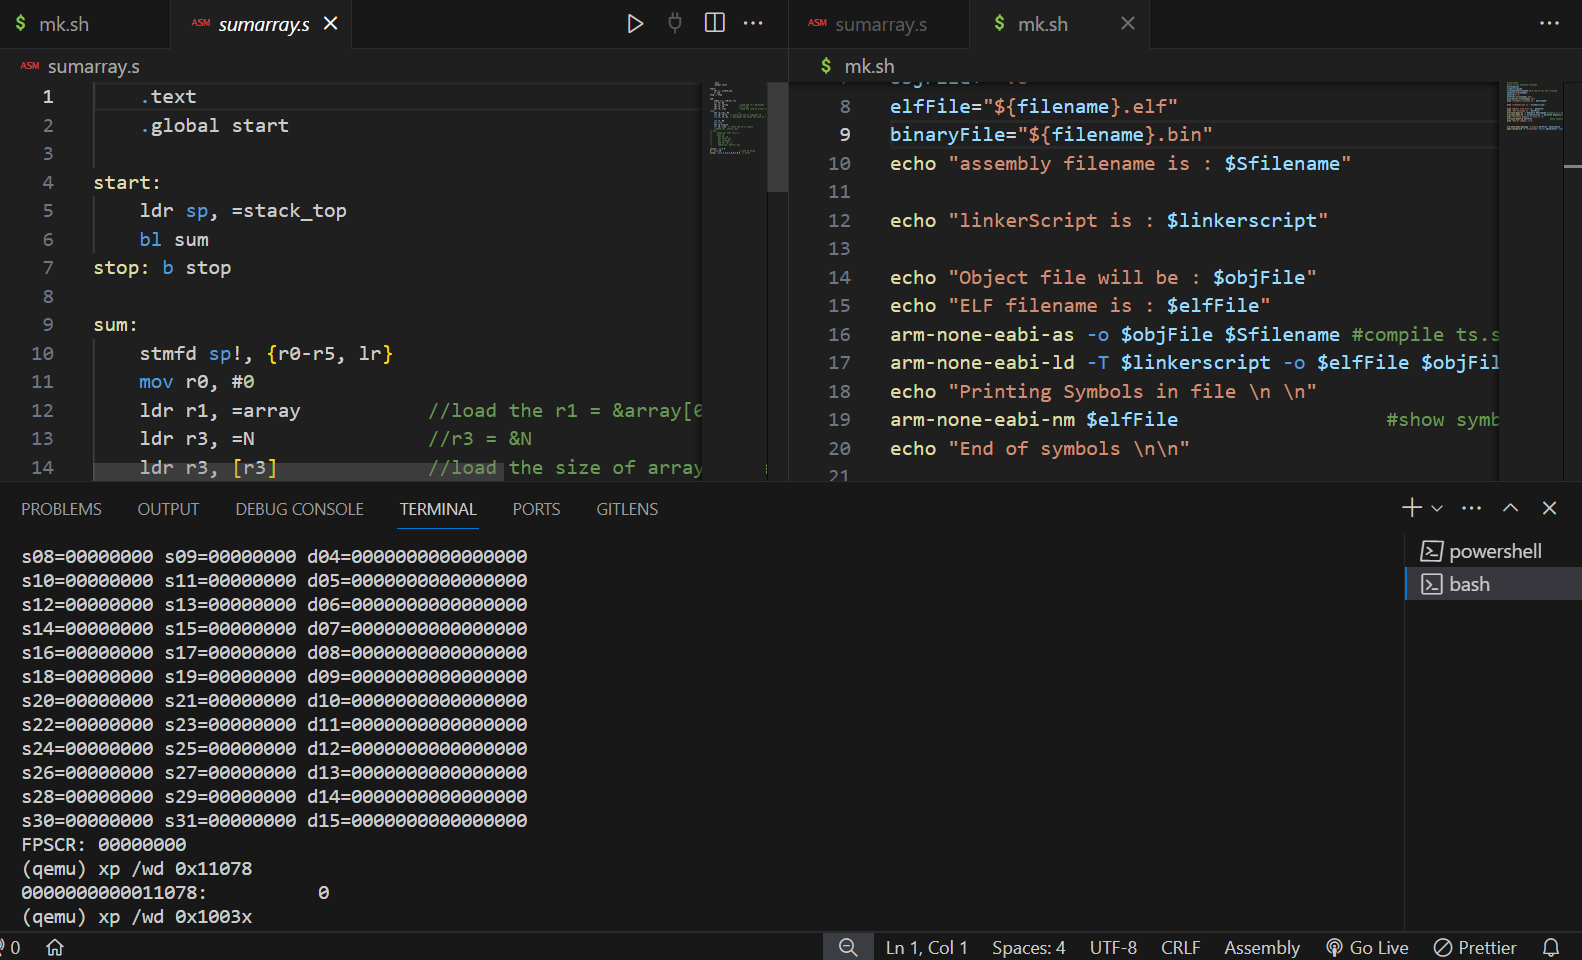 $ mk.sh
ASM sumarray.s
ASM sumarray.s
1 .text
2 .global start
3
4 start:
5 ldr sp, =stack_top
6 bl sum
7 stop: b stop
8
9 sum:
10 stmfd sp!, {r0-r5, lr}
11 mov r0, #0
12 ldr r1, =array //load the r1 = &array[0
13 ldr r3, =N //r3 = &N
14 ldr r3, [r3] //load the size of array
ASM sumarray.s
$ mk.sh
$ mk.sh
8 elfFile="${filename}.elf"
9 binaryFile="${filename}.bin"
10 echo "assembly filename is : $Sfilename"
11
12 echo "linkerScript is : $linkerscript"
13
14 echo "Object file will be : $objFile"
15 echo "ELF filename is : $elfFile"
16 arm-none-eabi-as -o $objFile $Sfilename #compile ts.s
17 arm-none-eabi-ld -T $linkerscript -o $elfFile $objFil
18 echo "Printing Symbols in file \n \n"
19 arm-none-eabi-nm $elfFile #show symb
20 echo "End of symbols \n\n"
21
PROBLEMS OUTPUT DEBUG CONSOLE TERMINAL PORTS GITLENS
s08=00000000 s09=00000000 d04=0000000000000000
s10=00000000 s11=00000000 d05=0000000000000000
s12=00000000 s13=00000000 d06=0000000000000000
s14=00000000 s15=00000000 d07=0000000000000000
s16=00000000 s17=00000000 d08=0000000000000000
s18=00000000 s19=00000000 d09=0000000000000000
s20=00000000 s21=00000000 d10=0000000000000000
s22=00000000 s23=00000000 d11=0000000000000000
s24=00000000 s25=00000000 d12=0000000000000000
s26=00000000 s27=00000000 d13=0000000000000000
s28=00000000 s29=00000000 d14=0000000000000000
s30=00000000 s31=00000000 d15=0000000000000000
FPSCR: 00000000
(qemu) xp /wd 0x11078
0000000000011078: 0
(qemu) xp /wd 0x1003x
powershell
bash
0 Ln 1, Col 1 Spaces: 4 UTF-8 CRLF Assembly Go Live Prettier